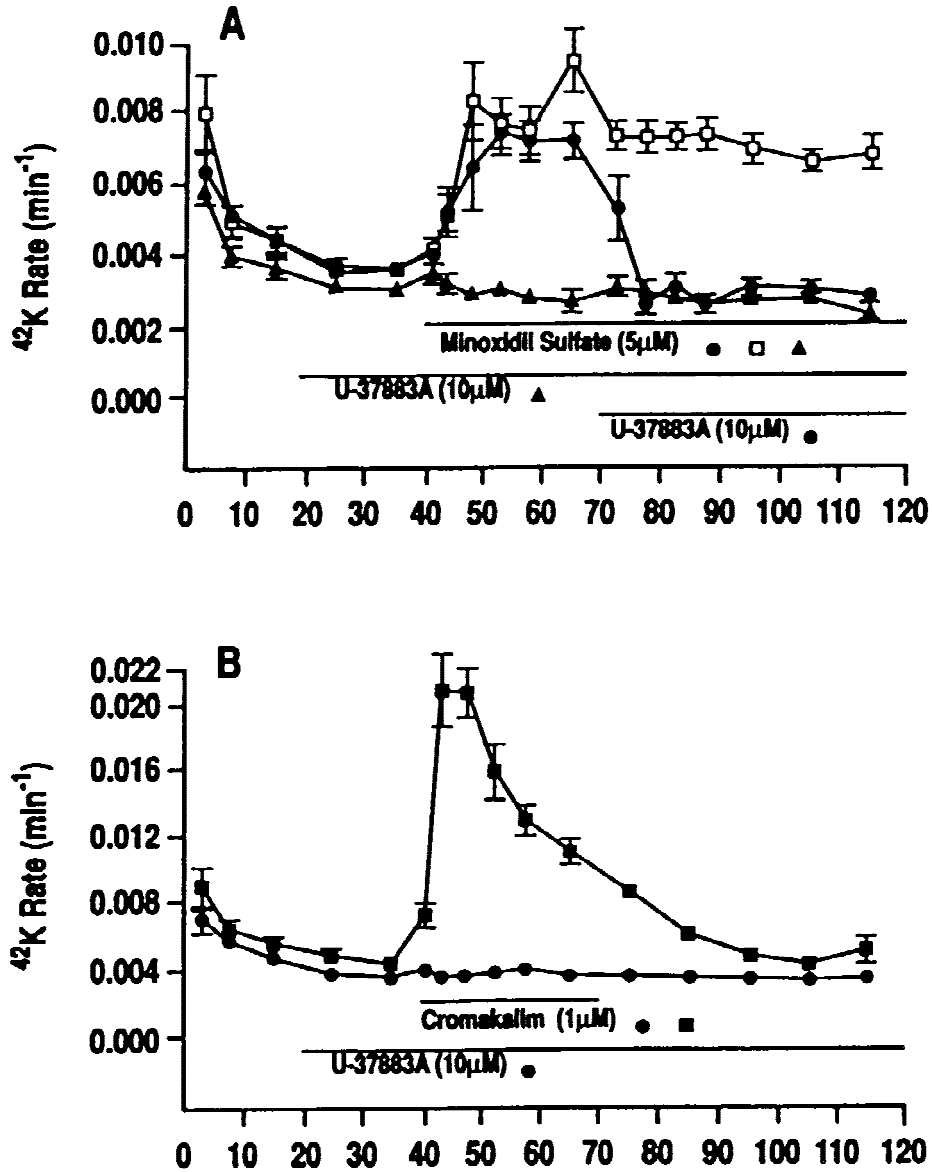 A
0.010
0.008
0.006
0.004
0.002
0.000
⁴²K Rate (min⁻¹)
Minoxidil Sulfate (5μM)
U-37883A (10μM)
U-37883A (10μM)
0 10 20 30 40 50 60 70 80 90 100 110 120
B
0.022
0.020
0.016
0.012
0.008
0.004
0.000
⁴²K Rate (min⁻¹)
Cromakalim (1μM)
U-37883A (10μM)
0 10 20 30 40 50 60 70 80 90 100 110 120